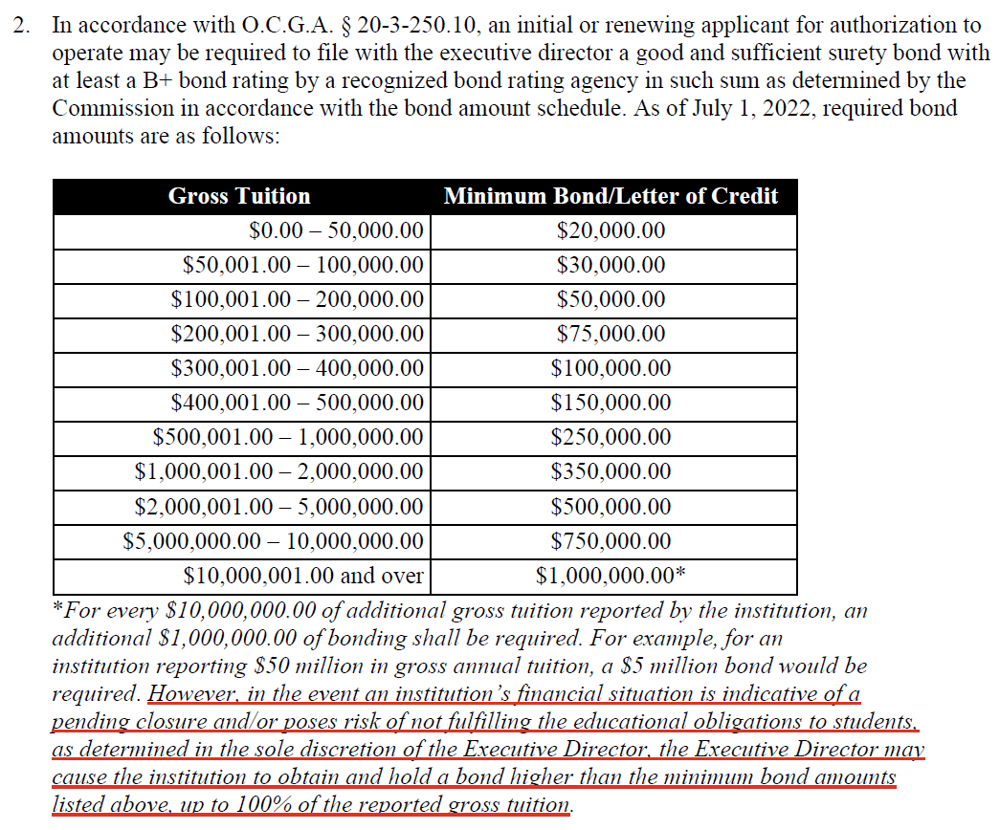 2. In accordance with O.C.G.A. § 20-3-250.10, an initial or renewing applicant for authorization to
operate may be required to file with the executive director a good and sufficient surety bond with
at least a B+ bond rating by a recognized bond rating agency in such sum as determined by the
Commission in accordance with the bond amount schedule. As of July 1, 2022, required bond
amounts are as follows:
Gross Tuition Minimum Bond/Letter of Credit
$0.00 – 50,000.00 $20,000.00
$50,001.00 – 100,000.00 $30,000.00
$100,001.00 – 200,000.00 $50,000.00
$200,001.00 – 300,000.00 $75,000.00
$300,001.00 – 400,000.00 $100,000.00
$400,001.00 – 500,000.00 $150,000.00
$500,001.00 – 1,000,000.00 $250,000.00
$1,000,001.00 – 2,000,000.00 $350,000.00
$2,000,001.00 – 5,000,000.00 $500,000.00
$5,000,000.00 – 10,000,000.00 $750,000.00
$10,000,001.00 and over $1,000,000.00*
*For every $10,000,000.00 of additional gross tuition reported by the institution, an
additional $1,000,000.00 of bonding shall be required. For example, for an
institution reporting $50 million in gross annual tuition, a $5 million bond would be
required. However, in the event an institution’s financial situation is indicative of a
pending closure and/or poses risk of not fulfilling the educational obligations to students,
as determined in the sole discretion of the Executive Director, the Executive Director may
cause the institution to obtain and hold a bond higher than the minimum bond amounts
listed above, up to 100% of the reported gross tuition.